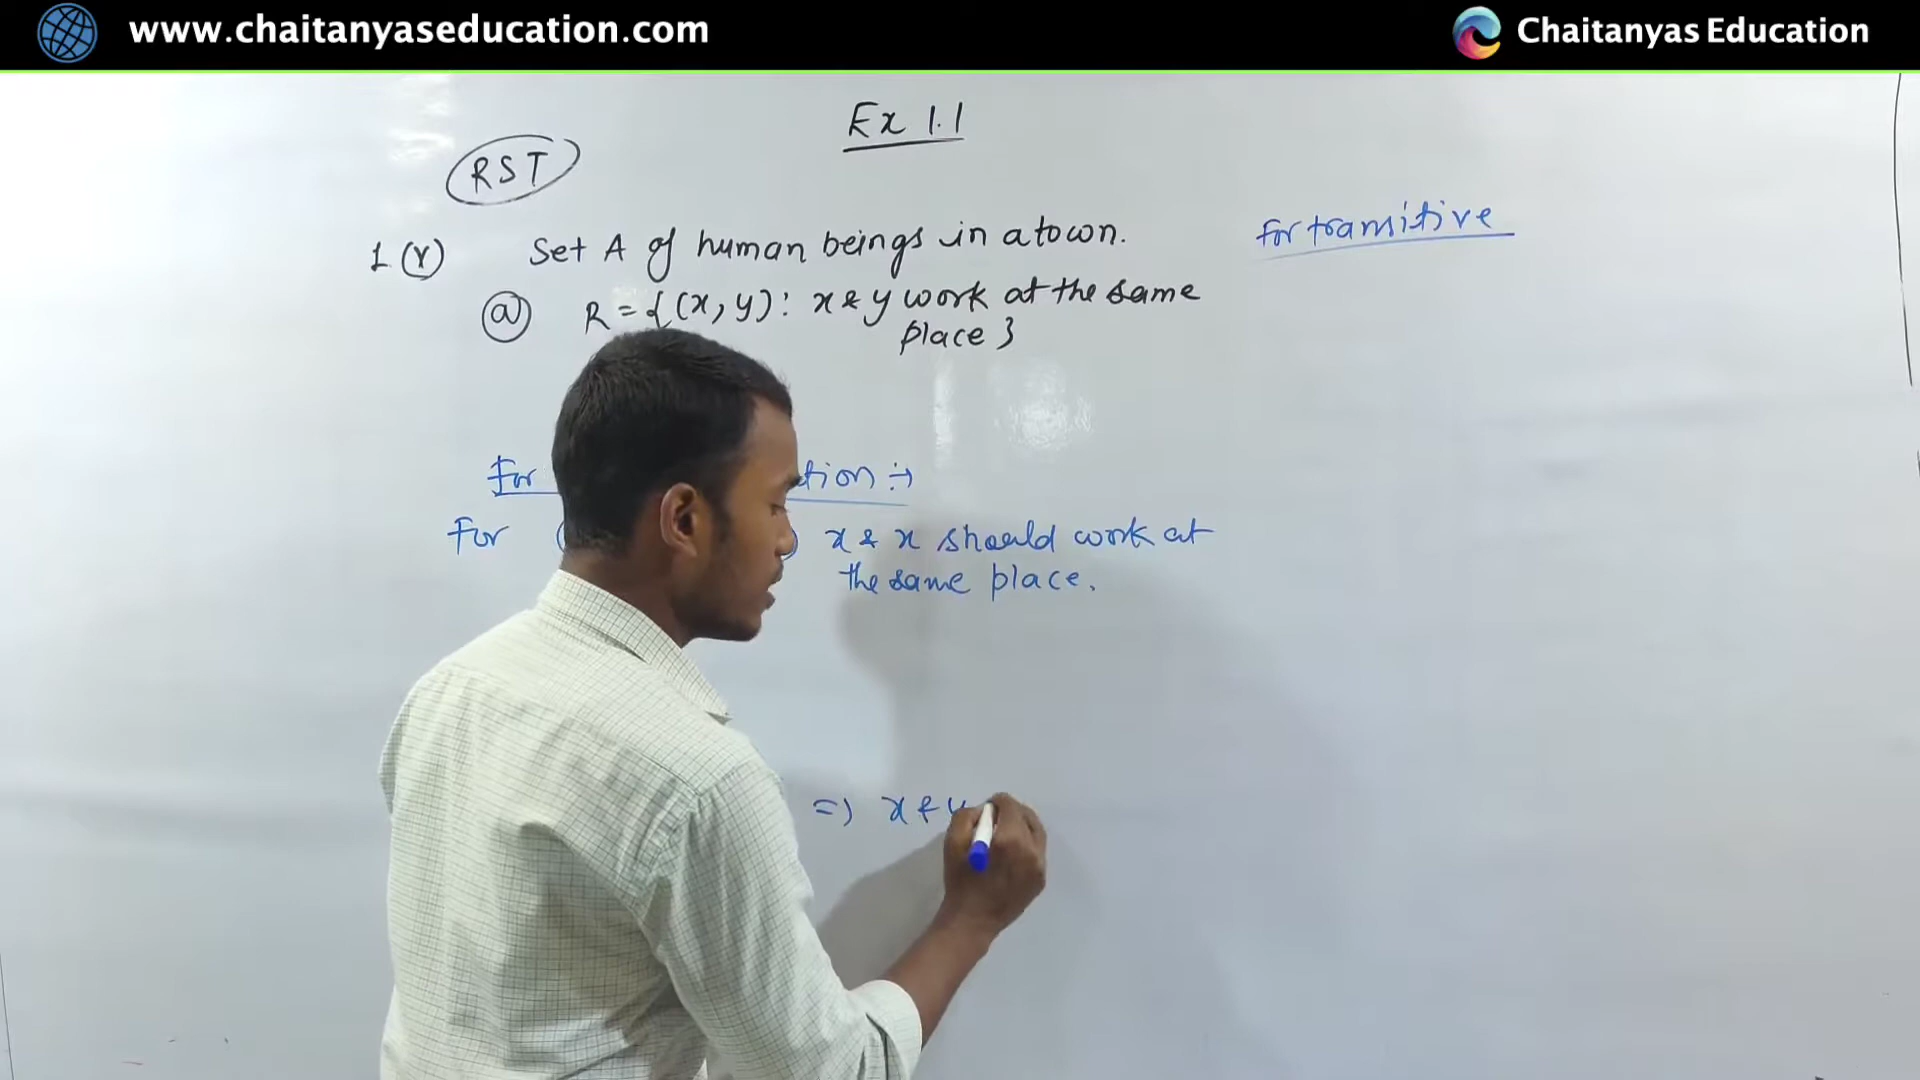 www.chaitanyaseducation.com
Chaitanyas Education
Ex 1.1
RST
1 (v) Set A of human beings in a town.
for transitive
(a) R = {(x, y): x & y work at the same
place}
For tion :-)
For x & x should work at
the same place.
=) x & y